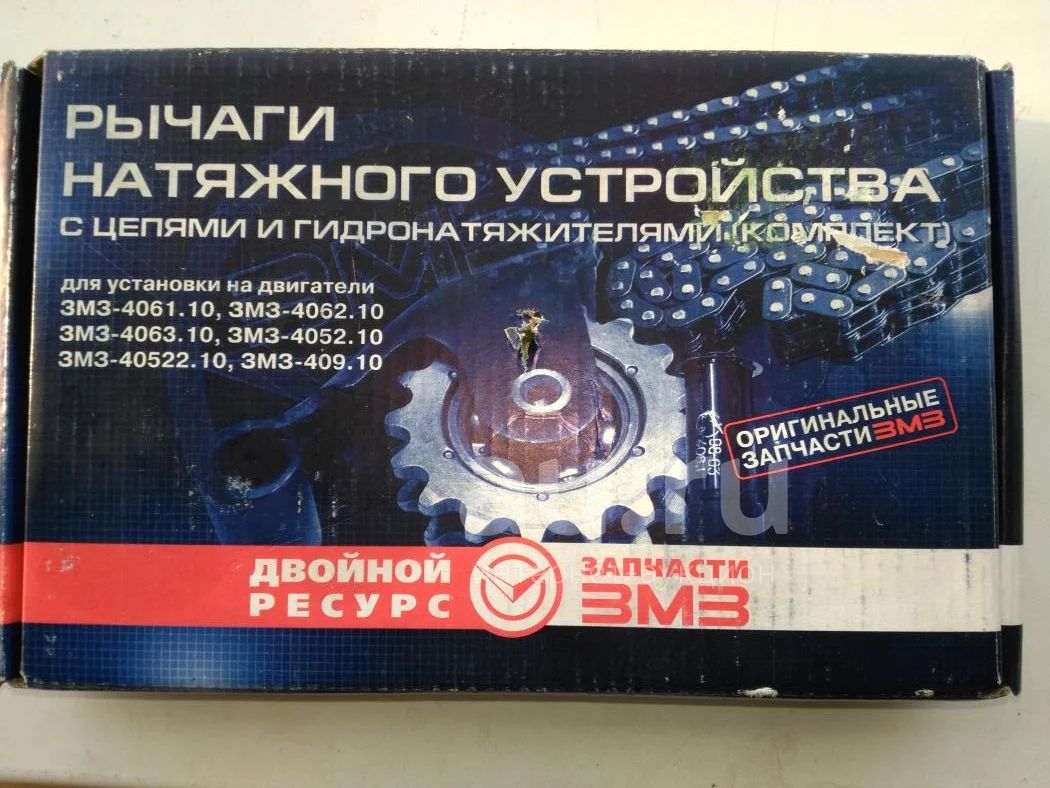 РЫЧАГИ
НАТЯЖНОГО УСТРОЙСТВА
С ЦЕПЯМИ И ГИДРОНАТЯЖИТЕЛЯМИ (КОМПЛЕКТ)
для установки на двигатели
ЗМЗ-4061.10, ЗМЗ-4062.10
ЗМЗ-4063.10, ЗМЗ-4052.10
ЗМЗ-40522.10, ЗМЗ-409.10
ОРИГИНАЛЬНЫЕ
ЗАПЧАСТИ ЗМЗ
ДВОЙНОЙ
РЕСУРС
ЗАПЧАСТИ
ЗМЗ